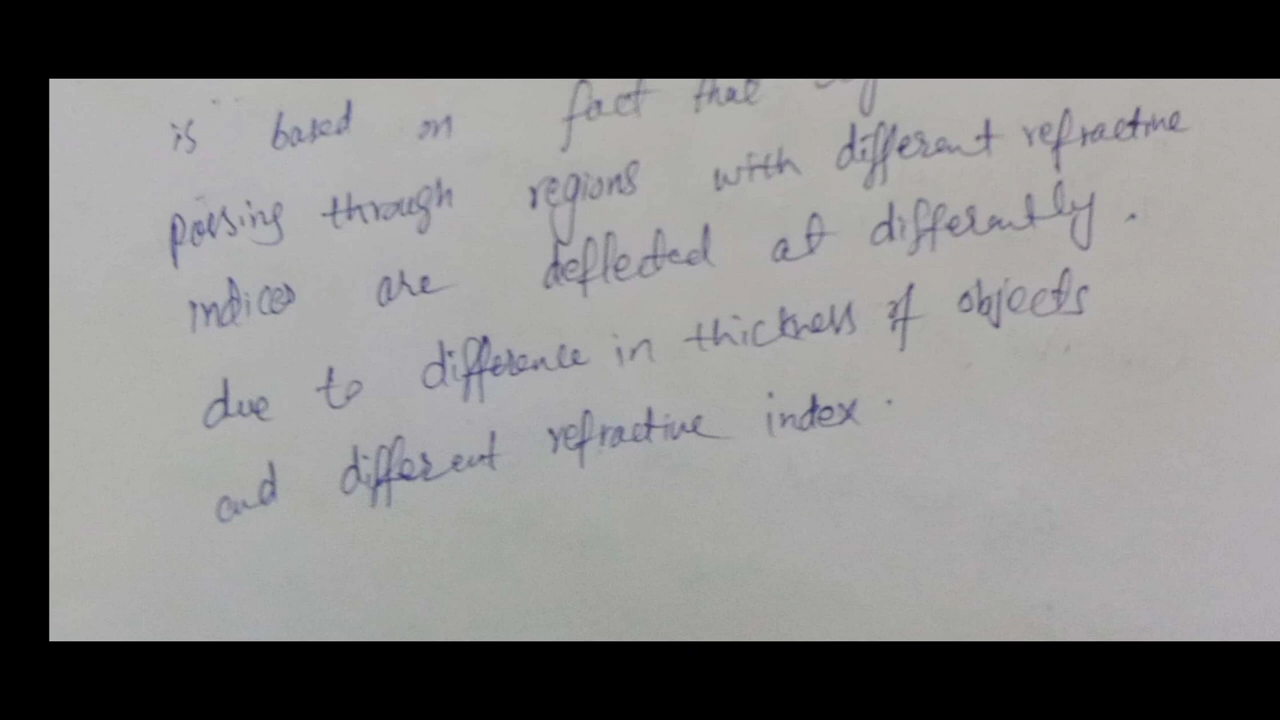 is based on fact that
passing through regions with different refractive
indices are deflected at differently.
due to difference in thickness of objects
and different refractive index.